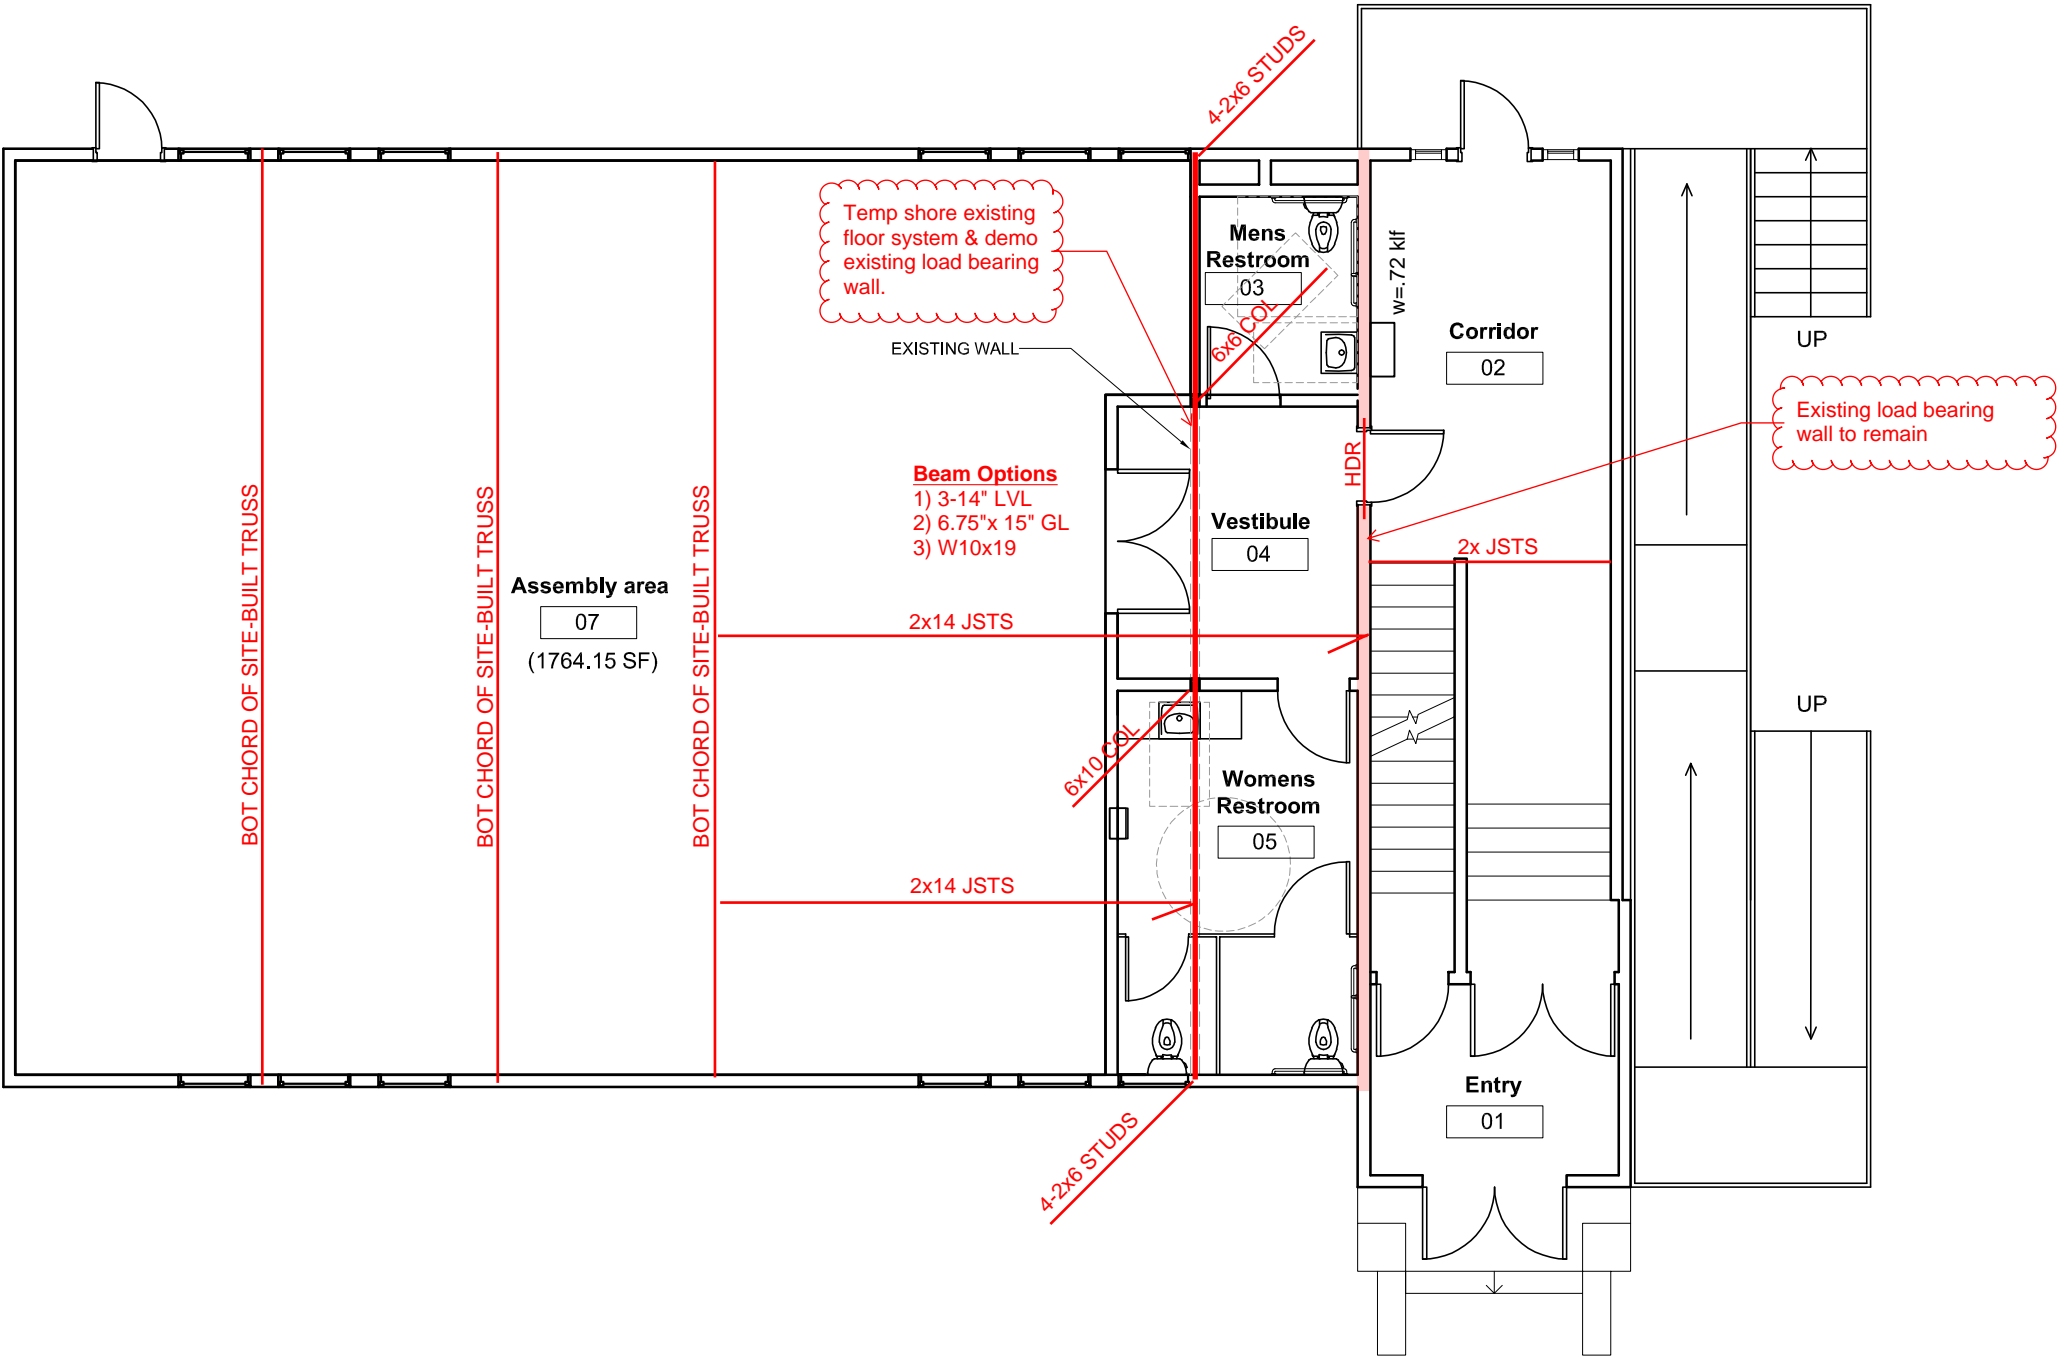 4-2x6 STUDS
Temp shore existing
floor system & demo
existing load bearing
wall.
EXISTING WALL
Mens
Restroom
03
6x6 COL
w=.72 klf
Corridor
02
UP
Existing load bearing
wall to remain
HDR
Beam Options
1) 3-14" LVL
2) 6.75"x 15" GL
3) W10x19
Vestibule
04
2x JSTS
BOT CHORD OF SITE-BUILT TRUSS
BOT CHORD OF SITE-BUILT TRUSS
BOT CHORD OF SITE-BUILT TRUSS
Assembly area
07
(1764.15 SF)
2x14 JSTS
UP
6x10 COL
Womens
Restroom
05
2x14 JSTS
Entry
01
4-2x6 STUDS